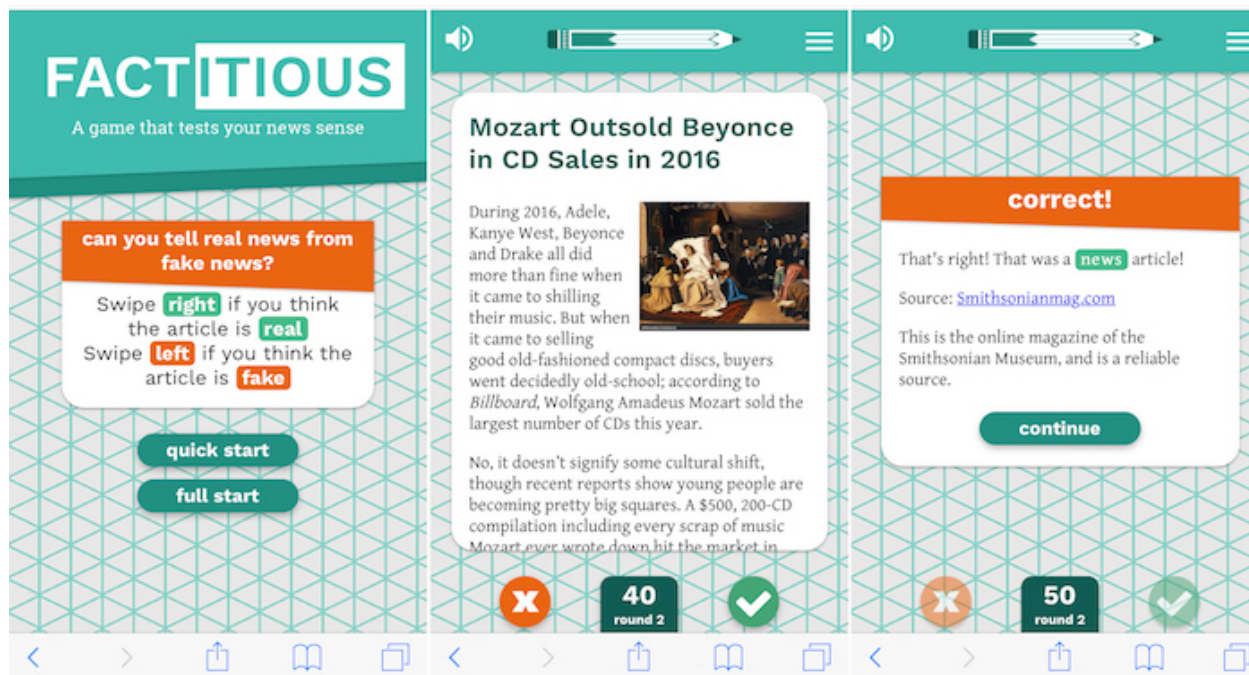 FACTITIOUS
A game that tests your news sense
can you tell real news from
fake news?
Swipe right if you think
the article is real
Swipe left if you think the
article is fake
quick start
full start
Mozart Outsold Beyonce
in CD Sales in 2016
During 2016, Adele,
Kanye West, Beyonce
and Drake all did
more than fine when
it came to shilling
their music. But when
it came to selling
good old-fashioned compact discs, buyers
went decidedly old-school; according to
Billboard, Wolfgang Amadeus Mozart sold the
largest number of CDs this year.
No, it doesn't signify some cultural shift,
though recent reports show young people are
becoming pretty big squares. A $500, 200-CD
compilation including every scrap of music
Mozart ever wrote down hit the market in
40
round 2
correct!
That's right! That was a news article!
Source: Smithsonianmag.com
This is the online magazine of the
Smithsonian Museum, and is a reliable
source.
continue
50
round 2